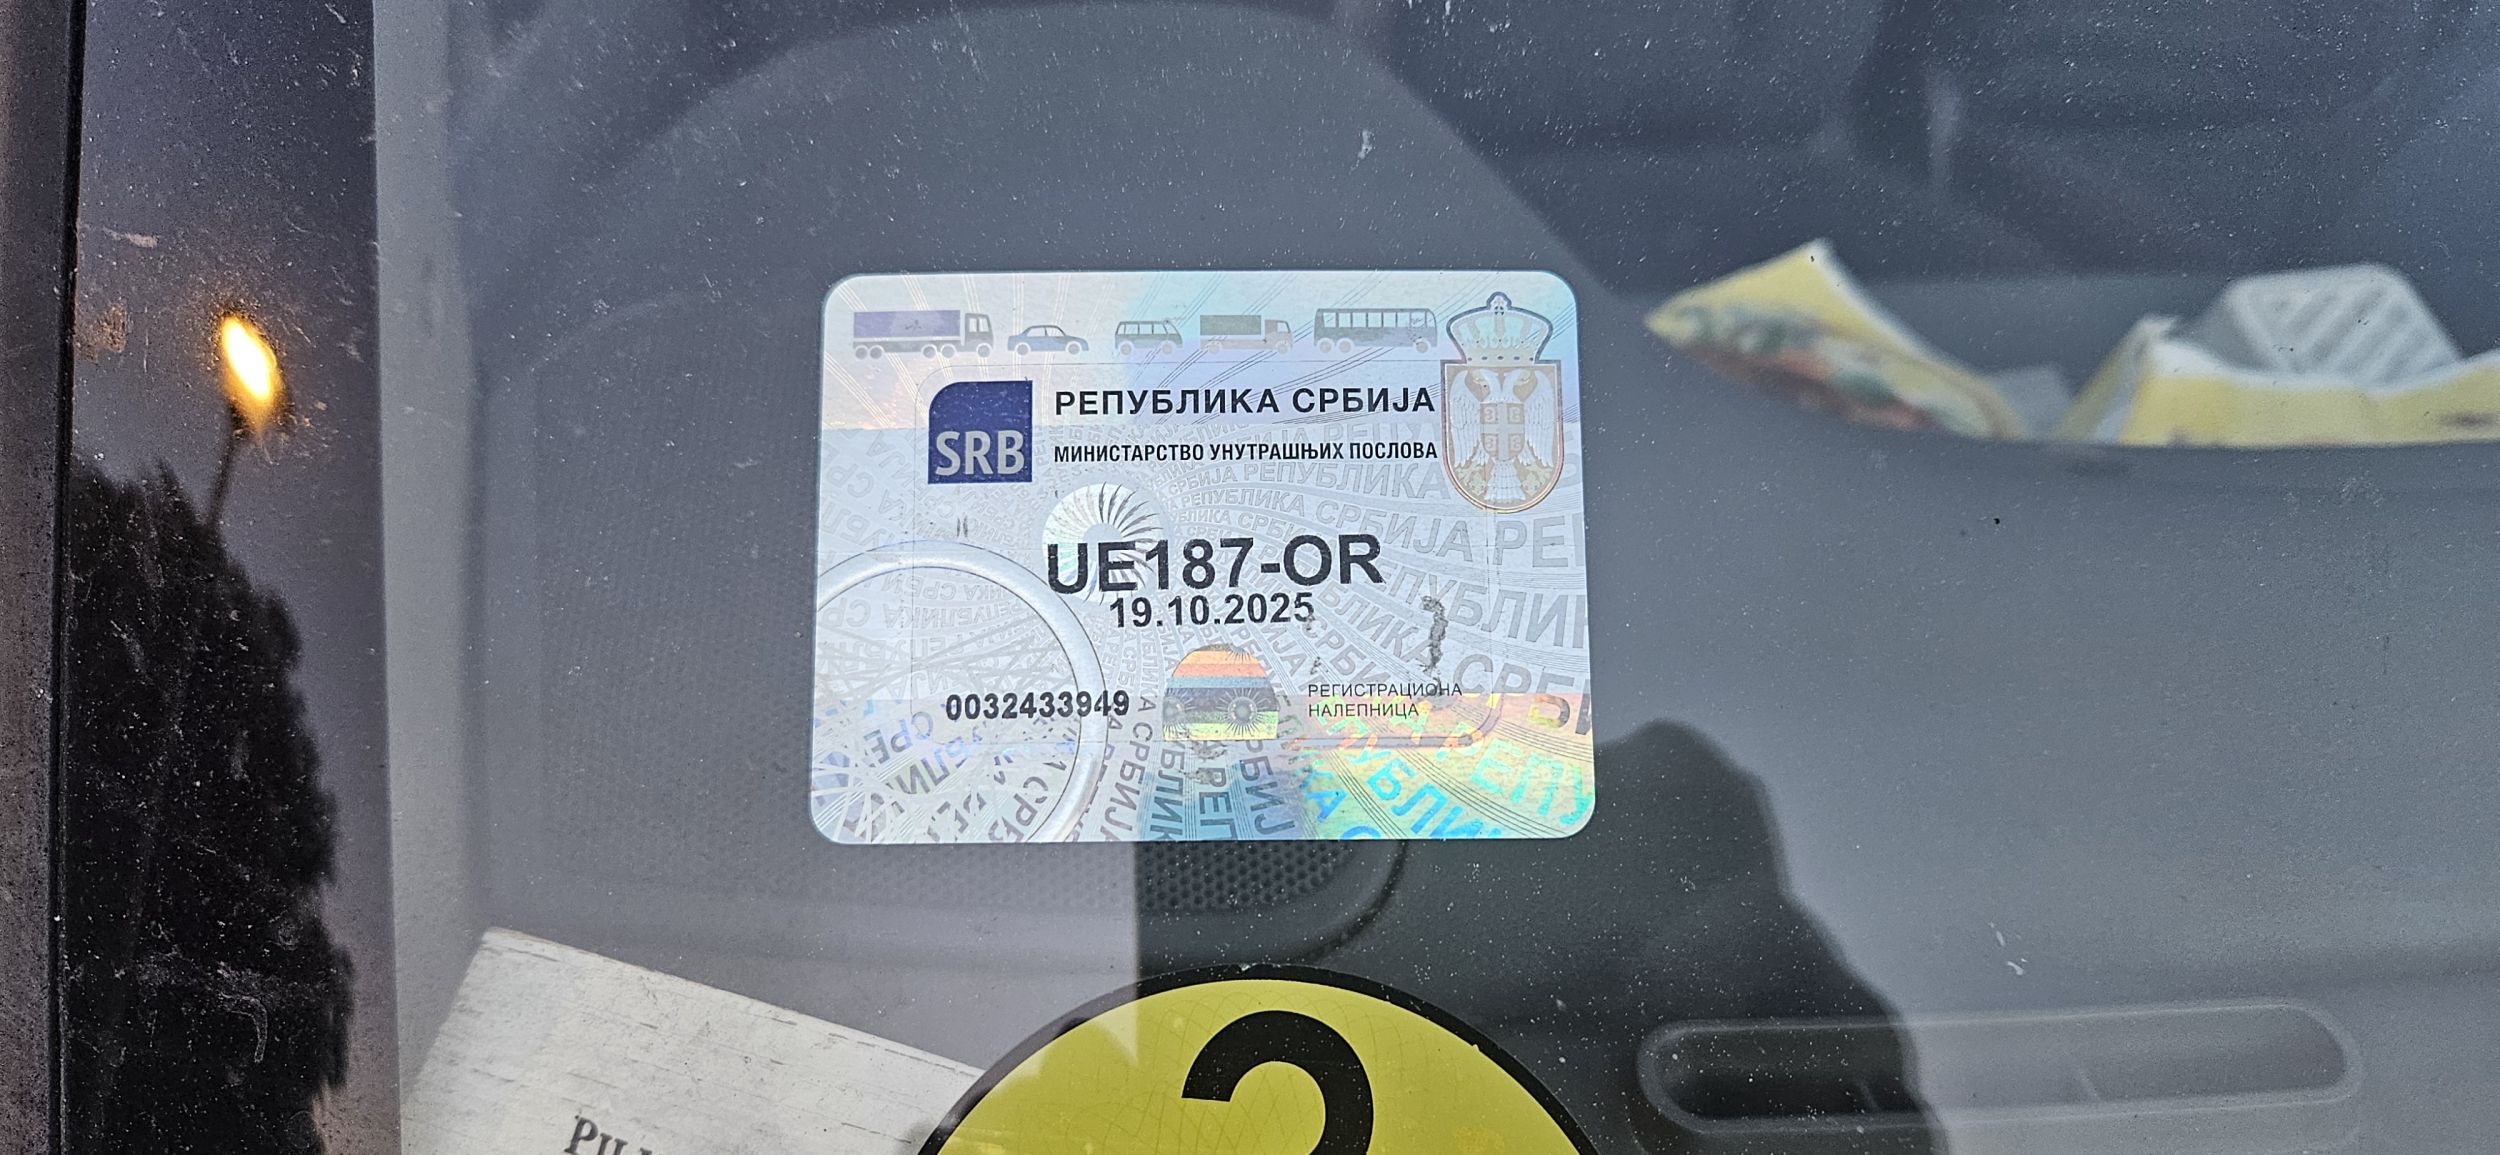 РЕПУБЛИКА СРБИЈА
SRB
МИНИСТАРСТВО УНУТРАШЊИХ ПОСЛОВА
UE187-OR
19.10.2025
0032433949
РЕГИСТРАЦИОНА
НАЛЕПНИЦА